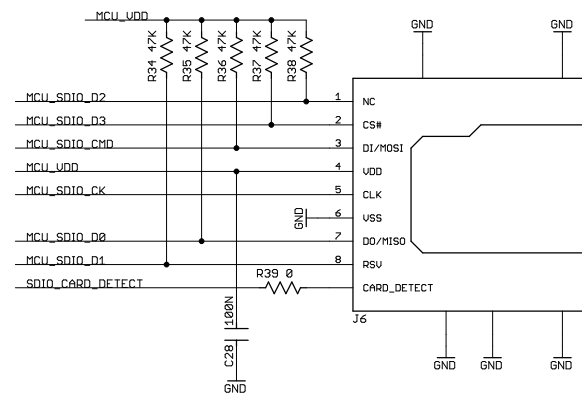 MCU_VDD
R34 47K
R35 47K
R36 47K
R37 47K
R38 47K
GND
GND
MCU_SDIO_D2
1
NC
MCU_SDIO_D3
2
CS#
MCU_SDIO_CMD
3
DI/MOSI
MCU_VDD
4
VDD
MCU_SDIO_CK
5
CLK
GND
6
VSS
MCU_SDIO_D0
7
DO/MISO
MCU_SDIO_D1
8
RSV
SDIO_CARD_DETECT
R39 0
CARD_DETECT
J6
C28 100N
GND
GND
GND
GND